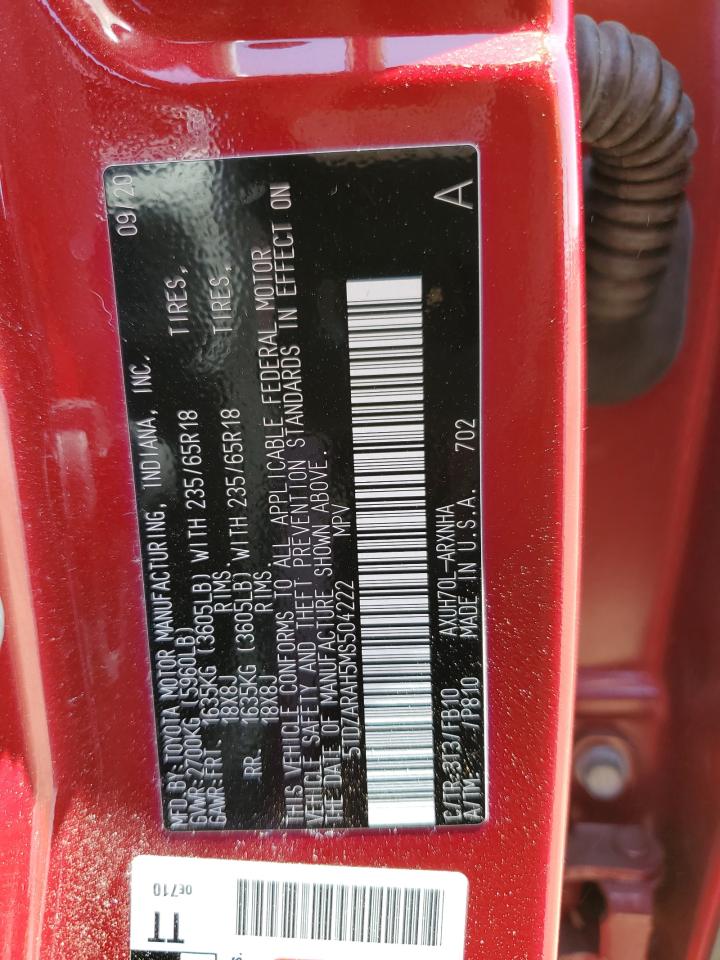 MFD.BY:TOYOTA MOTOR MANUFACTURING, INDIANA, INC. 09/20
GVWR:2700KG (5960LB)
GAWR:FRT. 1635KG (3605LB) WITH 235/65R18 TIRES,
18X8J RIMS
RR. 1635KG (3605LB) WITH 235/65R18 TIRES,
18X8J RIMS
THIS VEHICLE CONFORMS TO ALL APPLICABLE FEDERAL MOTOR
VEHICLE SAFETY AND THEFT PREVENTION STANDARDS IN EFFECT ON
THE DATE OF MANUFACTURE SHOWN ABOVE.
5TDZARAH5MS504222 MPV
A
C/TR:3T3/FB10 AXUH70L-ARXNHA
A/TM: /P810 MADE IN U.S.A. 702
TT
0E710